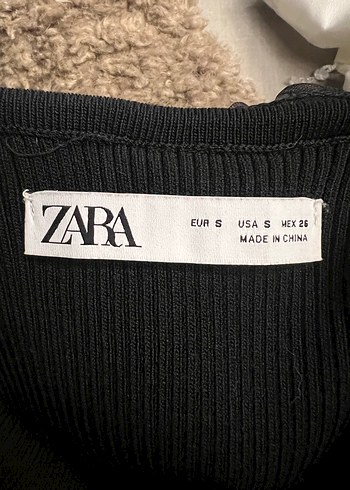 ZARA
EUR S USA S MEX 26
MADE IN CHINA